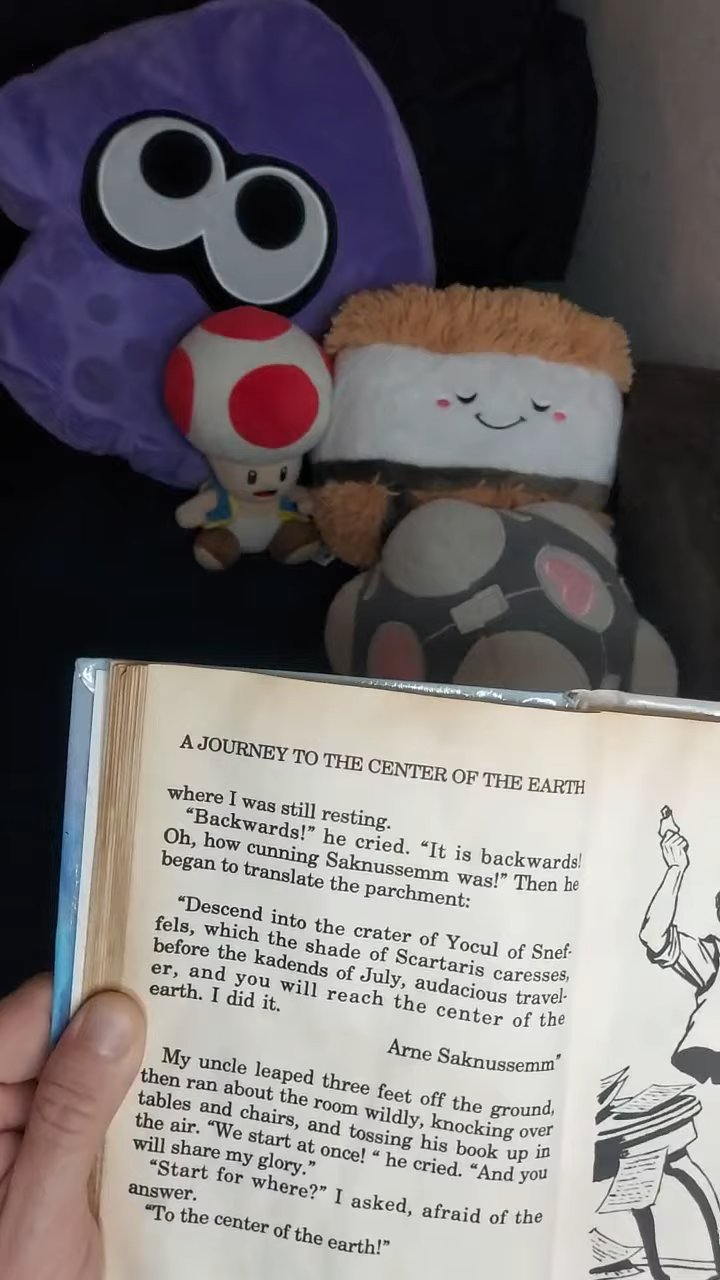 A JOURNEY TO THE CENTER OF THE EARTH
where I was still resting.
"Backwards!" he cried. "It is backwards!
Oh, how cunning Saknussemm was!" Then he
began to translate the parchment:
"Descend into the crater of Yocul of Snef-
fels, which the shade of Scartaris caresses,
before the kadends of July, audacious travel-
er, and you will reach the center of the
earth. I did it.
Arne Saknussemm"
My uncle leaped three feet off the ground,
then ran about the room wildly, knocking over
tables and chairs, and tossing his book up in
the air. "We start at once! " he cried. "And you
will share my glory."
"Start for where?" I asked, afraid of the
answer.
"To the center of the earth!"